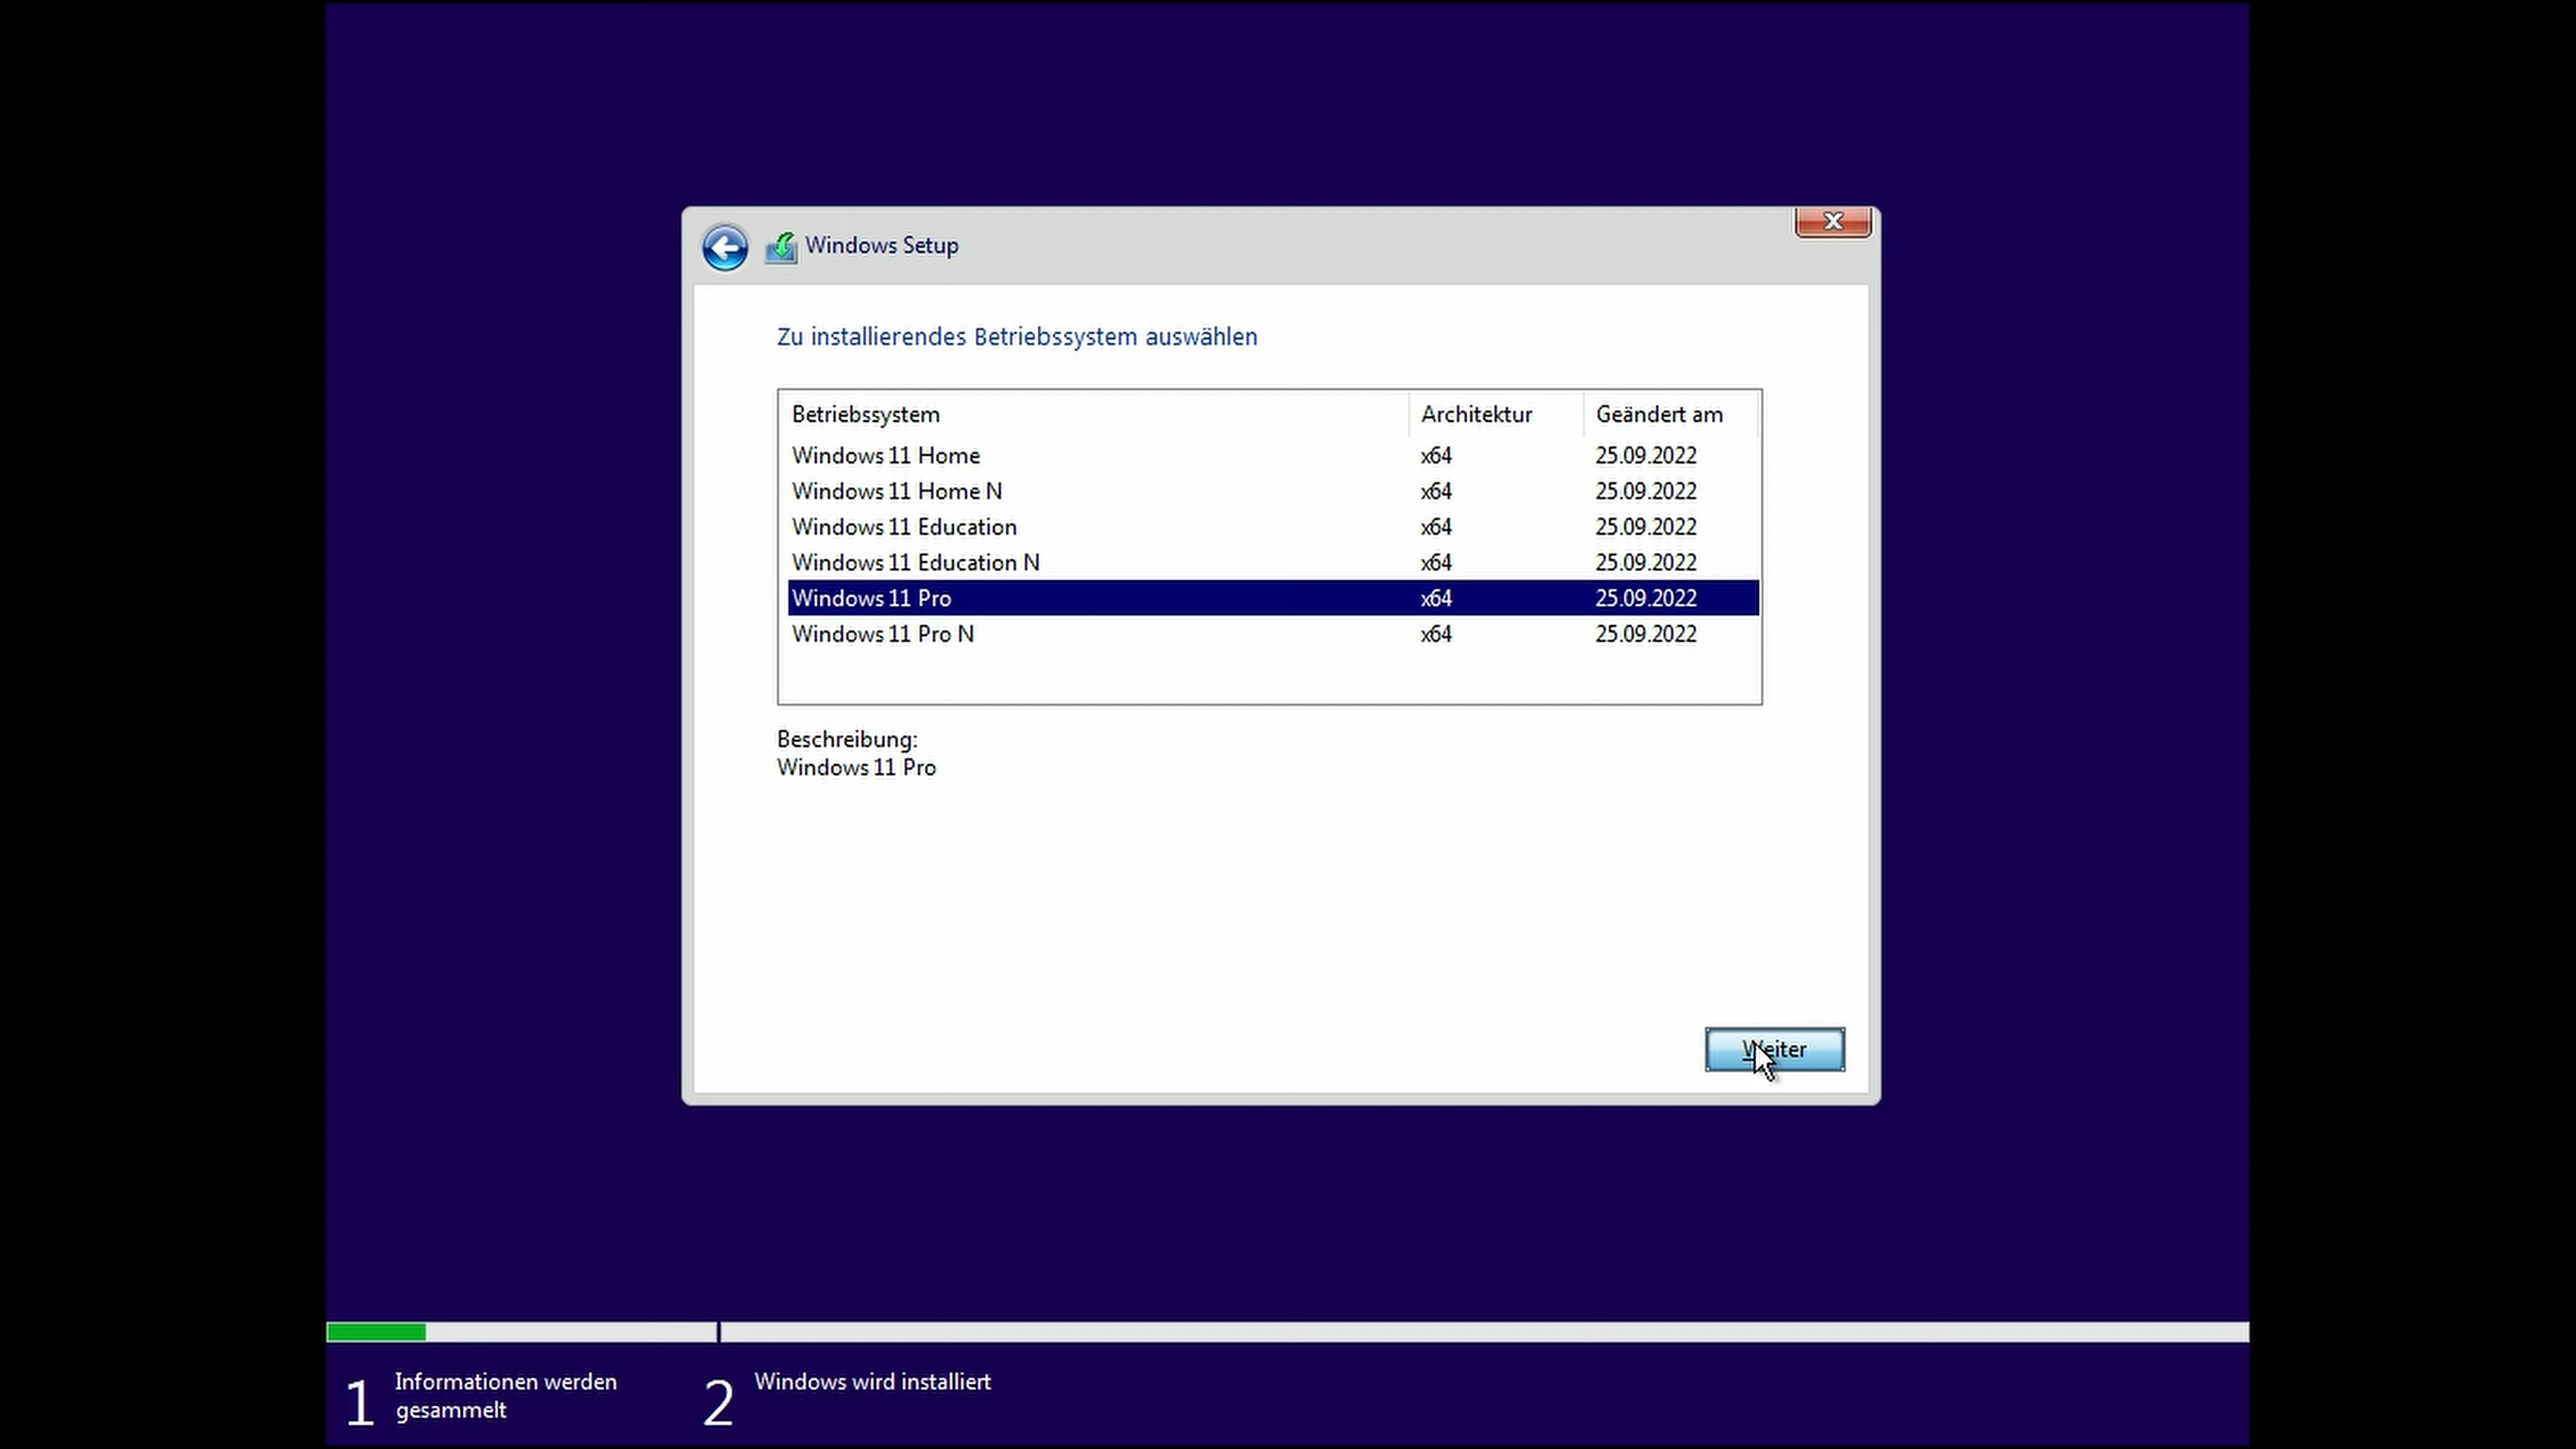 Windows Setup
Zu installierendes Betriebssystem auswählen
Betriebssystem Architektur Geändert am
Windows 11 Home x64 25.09.2022
Windows 11 Home N x64 25.09.2022
Windows 11 Education x64 25.09.2022
Windows 11 Education N x64 25.09.2022
Windows 11 Pro x64 25.09.2022
Windows 11 Pro N x64 25.09.2022
Beschreibung:
Windows 11 Pro
Weiter
1 Informationen werden
gesammelt
2 Windows wird installiert